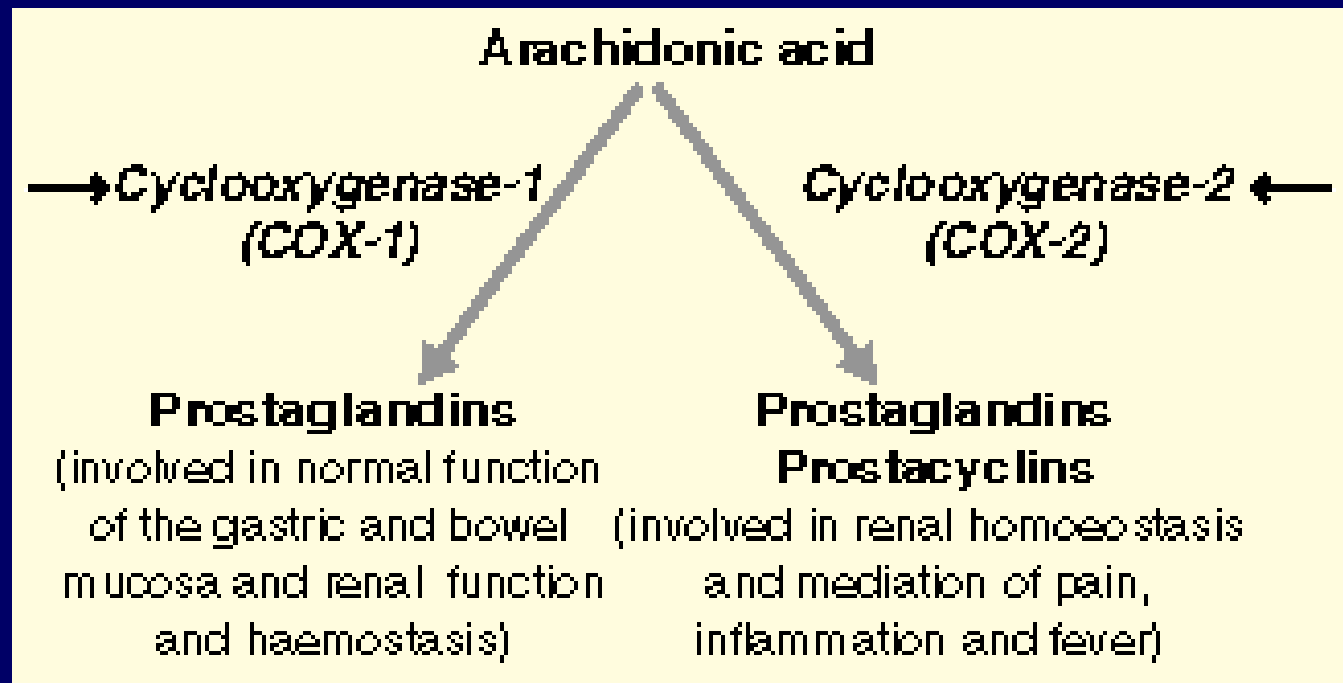 Arachidonic acid
Cyclooxygenase-1
(COX-1)
Cyclooxygenase-2
(COX-2)
Prostaglandins
(involved in normal function
of the gastric and bowel
mucosa and renal function
and haemostasis)
Prostaglandins
Prostacyclins
(involved in renal homoeostasis
and mediation of pain,
inflammation and fever)